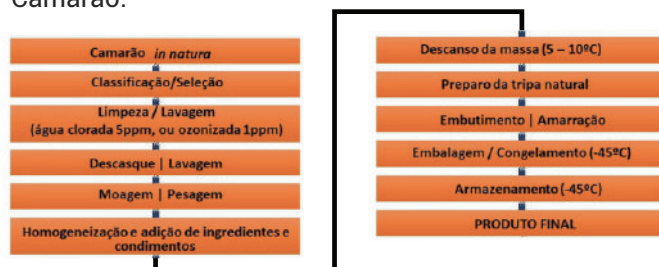 Camarão.
Camarão in natura
Classificação/Seleção
Limpeza / Lavagem
(água clorada 5ppm, ou ozonizada 1ppm)
Descasque | Lavagem
Moagem | Pesagem
Homogeneização e adição de ingredientes e
condimentos
Descanso da massa (5 – 10ºC)
Preparo da tripa natural
Embutimento | Amarração
Embalagem / Congelamento (-45ºC)
Armazenamento (-45ºC)
PRODUTO FINAL